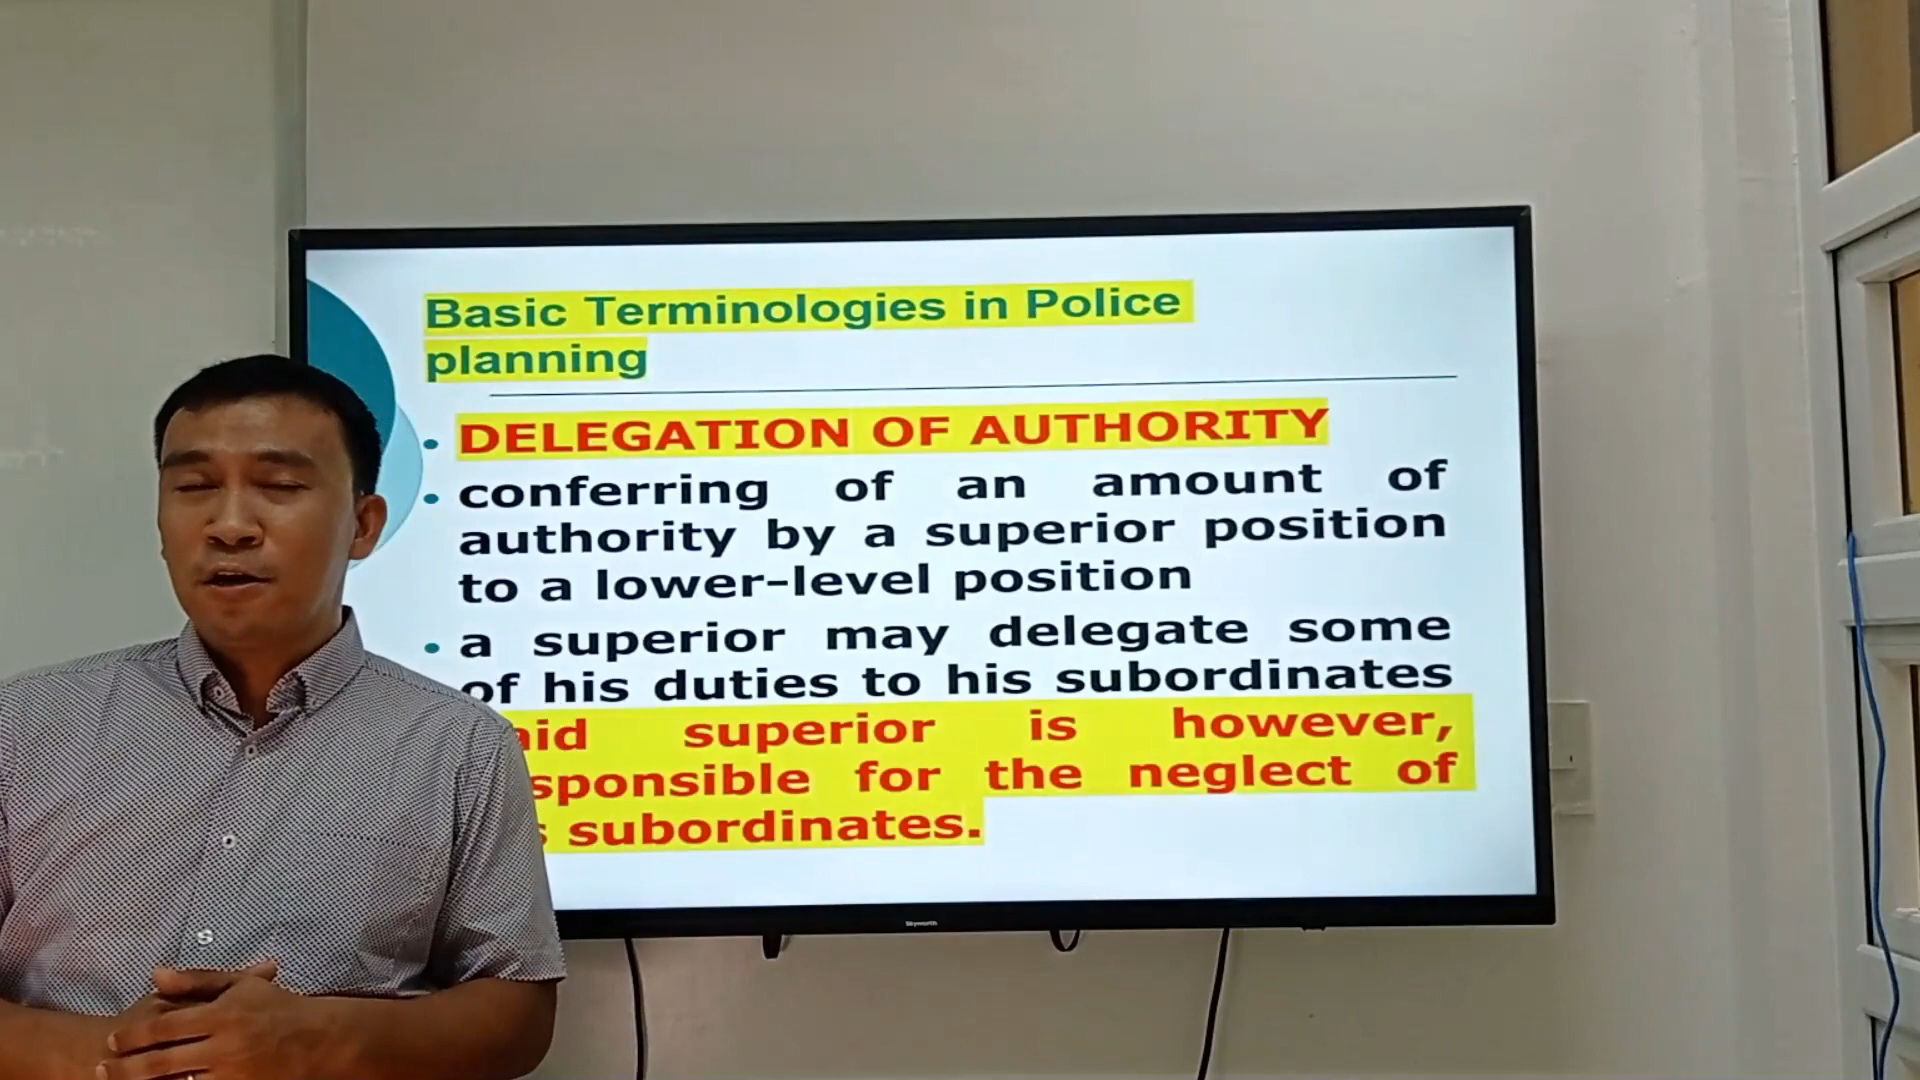 Basic Terminologies in Police
planning
DELEGATION OF AUTHORITY
conferring of an amount of
authority by a superior position
to a lower-level position
a superior may delegate some
of his duties to his subordinates
superior is however,
for the neglect of
subordinates.
Skyworth